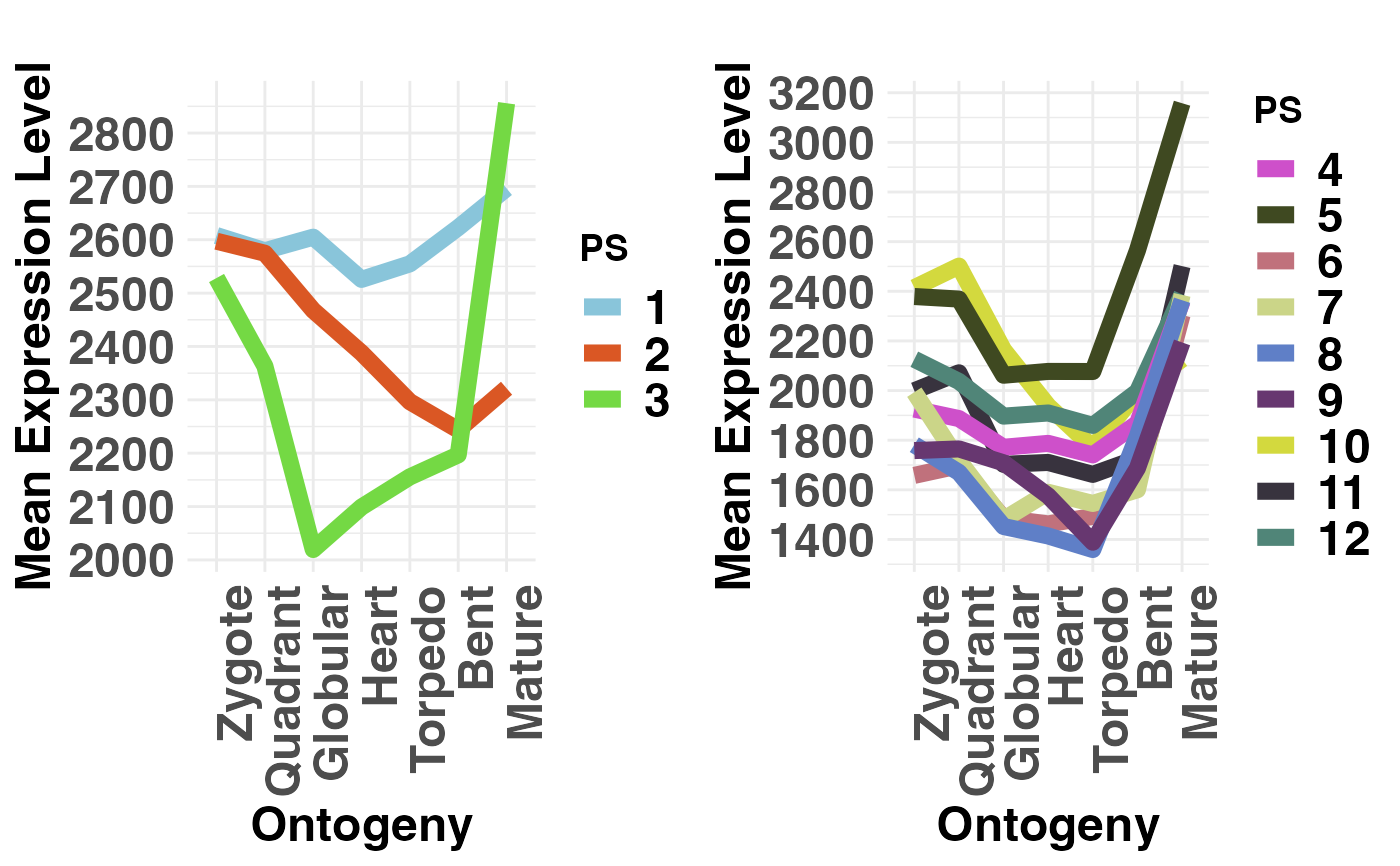 Mean Expression Level
2800
2700
2600
2500
2400
2300
2200
2100
2000
Zygote
Quadrant
Globular
Heart
Torpedo
Bent
Mature
Ontogeny
PS
1
2
3
Mean Expression Level
3200
3000
2800
2600
2400
2200
2000
1800
1600
1400
Zygote
Quadrant
Globular
Heart
Torpedo
Bent
Mature
Ontogeny
PS
4
5
6
7
8
9
10
11
12